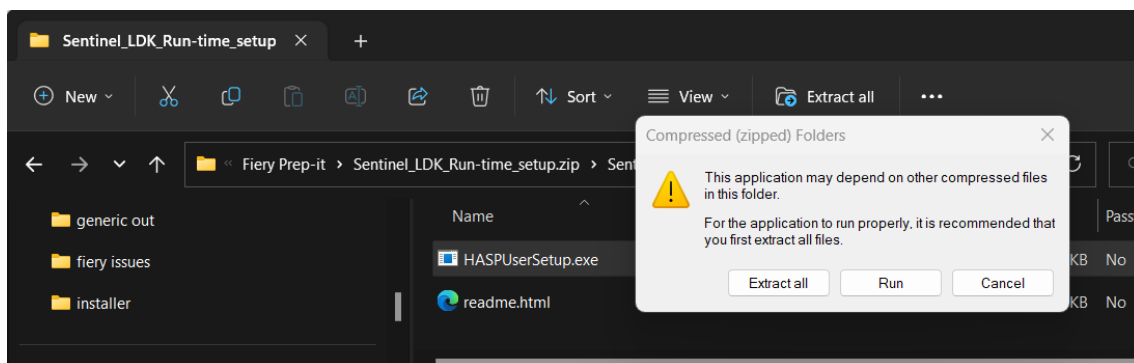 Sentinel_LDK_Run-time_setup
New
Sort
View
Extract all
Fiery Prep-it > Sentinel_LDK_Run-time_setup.zip >
Compressed (zipped) Folders
This application may depend on other compressed files
in this folder.
For the application to run properly, it is recommended that
you first extract all files.
Extract all
Run
Cancel
generic out
fiery issues
installer
Name
HASPUserSetup.exe
KB No
readme.html
KB No